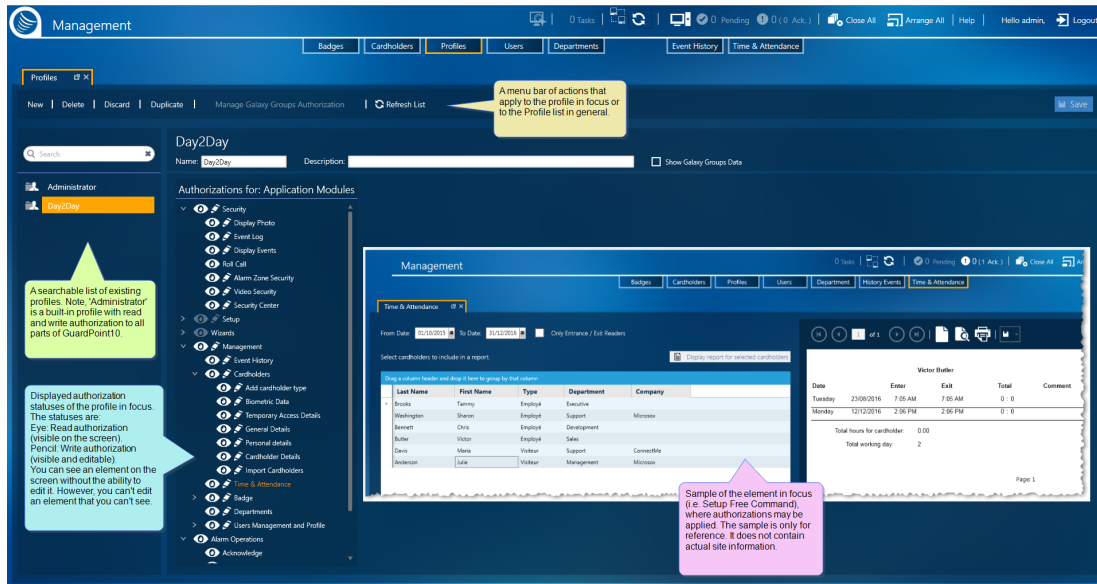 Management
0 Tasks | 0 Pending 0 ( 0 Ack. ) | Close All Arrange All | Help | Hello admin, Logout
Badges Cardholders Profiles Users Departments Event History Time & Attendance
Profiles
New | Delete | Discard | Duplicate | Manage Galaxy Groups Authorization | Refresh List
Save
A menu bar of actions that
apply to the profile in focus or
to the Profile list in general.
Search
Administrator
Day2Day
A searchable list of existing
profiles. Note, 'Administrator'
is a built-in profile with read
and write authorization to all
parts of GuardPoint10.
Displayed authorization
statuses of the profile in focus.
The statuses are:
Eye: Read authorization
(visible on the screen).
Pencil: Write authorization
(visible and editable).
You can see an element on the
screen without the ability to
edit it. However, you can't edit
an element that you can't see.
Day2Day
Name: Day2Day Description: Show Galaxy Groups Data
Authorizations for: Application Modules
Security
Display Photo
Event Log
Display Events
Roll Call
Alarm Zone Security
Video Security
Security Center
Setup
Wizards
Management
Event History
Cardholders
Add cardholder type
Biometric Data
Temporary Access Details
General Details
Personal details
Cardholder Details
Import Cardholders
Time & Attendance
Badge
Departments
Users Management and Profile
Alarm Operations
Acknowledge
Management
0 Tasks | 0 Pending 0 ( 1 Ack. ) | Close All
Badges Cardholders Profiles Users Department History Events Time & Attendance
Time & Attendance
From Date: 01/10/2015 To Date: 31/12/2016 Only Entrance / Exit Readers
Select cardholders to include in a report.
Display report for selected cardholders
Drag a column header and drop it here to group by that column
Last Name First Name Type Department Company
Brooks Tammy Employé Executive
Washington Sharon Employé Support Microsox
Bennett Chris Employé Development
Butler Victor Employé Sales
Davis Maria Visiteur Support ConnectMe
Anderson Julie Visiteur Management Microsox
1 of 1
Victor Butler
Date Enter Exit Total Comment
Tuesday 23/08/2016 7:05 AM 7:05 AM 0 : 0
Monday 12/12/2016 2:06 PM 2:06 PM 0 : 0
Total hours for cardholder: 0.00
Total working day: 2
Page: 1
Sample of the element in focus
(i.e. Setup Free Command),
where authorizations may be
applied. The sample is only for
reference. It does not contain
actual site information.